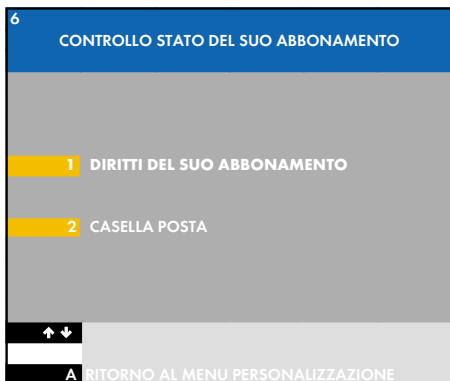 6
CONTROLLO STATO DEL SUO ABBONAMENTO
1 DIRITTI DEL SUO ABBONAMENTO
2 CASELLA POSTA
↑ ↓
A RITORNO AL MENU PERSONALIZZAZIONE